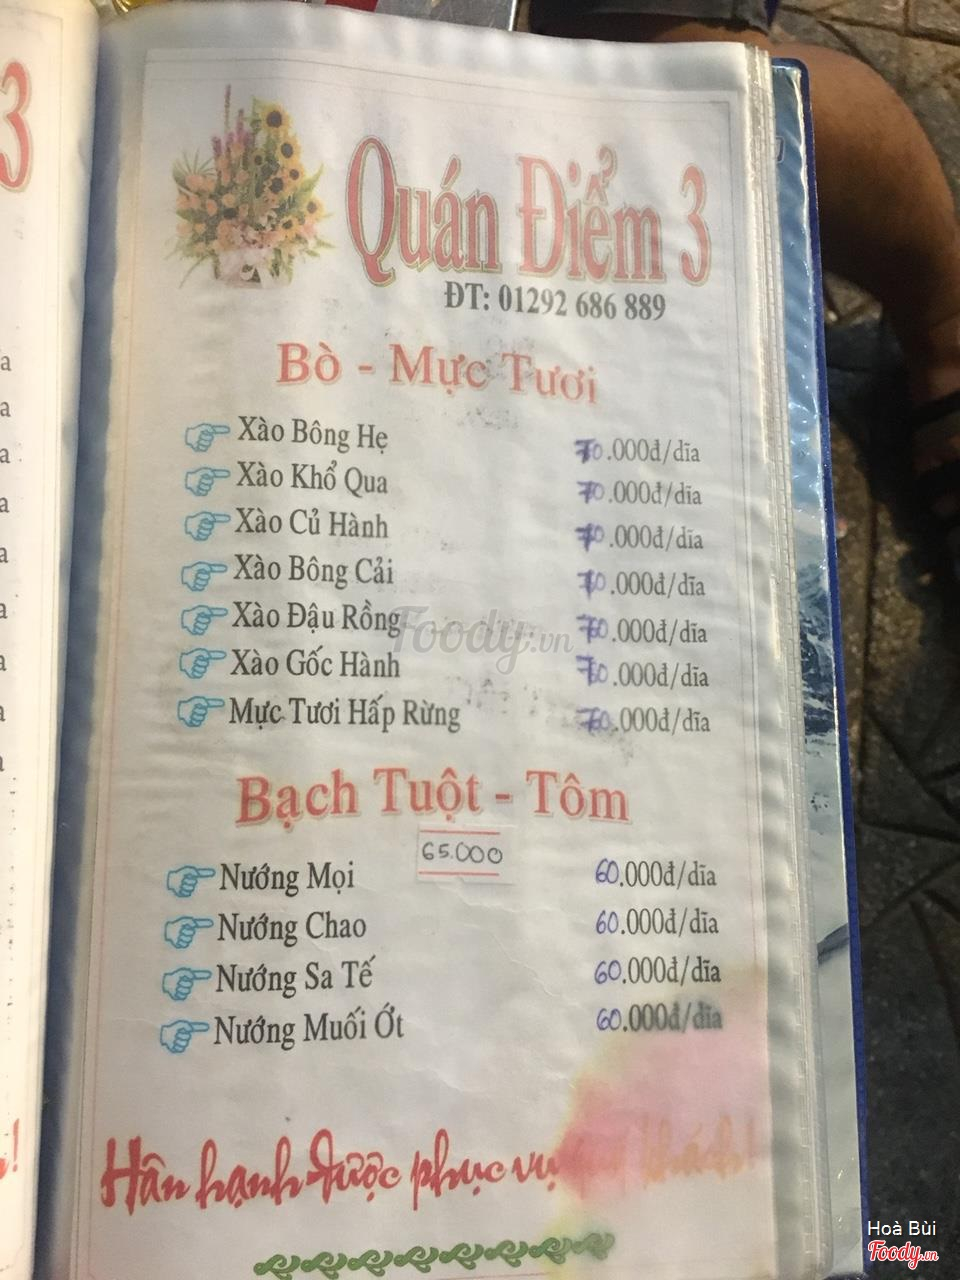 3
Quán Điểm 3
ĐT: 01292 686 889
Bò - Mực Tươi
Xào Bông Hẹ 70.000đ/dĩa
Xào Khổ Qua 70.000đ/dĩa
Xào Củ Hành 70.000đ/dĩa
Xào Bông Cải 70.000đ/dĩa
Xào Đậu Rồng 70.000đ/dĩa
Xào Gốc Hành 70.000đ/dĩa
Mực Tươi Hấp Rừng 70.000đ/dĩa
Foody.vn
Bạch Tuột - Tôm
65.000
Nướng Mọi 60.000đ/dĩa
Nướng Chao 60.000đ/dĩa
Nướng Sa Tế 60.000đ/dĩa
Nướng Muối Ớt 60.000đ/dĩa
Hân hạnh được phục vụ khách!
Hoà Bùi
Foody.vn